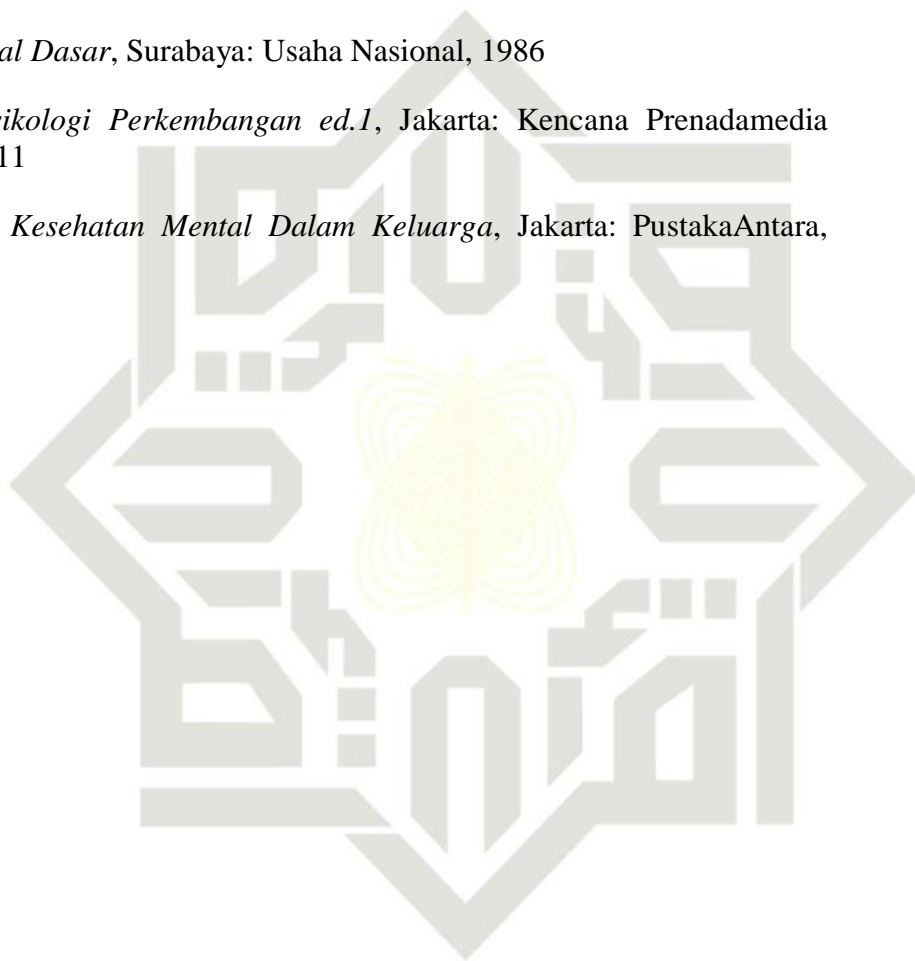 al Dasar, Surabaya: Usaha Nasional, 1986
ikologi Perkembangan ed.1, Jakarta: Kencana Prenadamedia
11
Kesehatan Mental Dalam Keluarga, Jakarta: PustakaAntara,